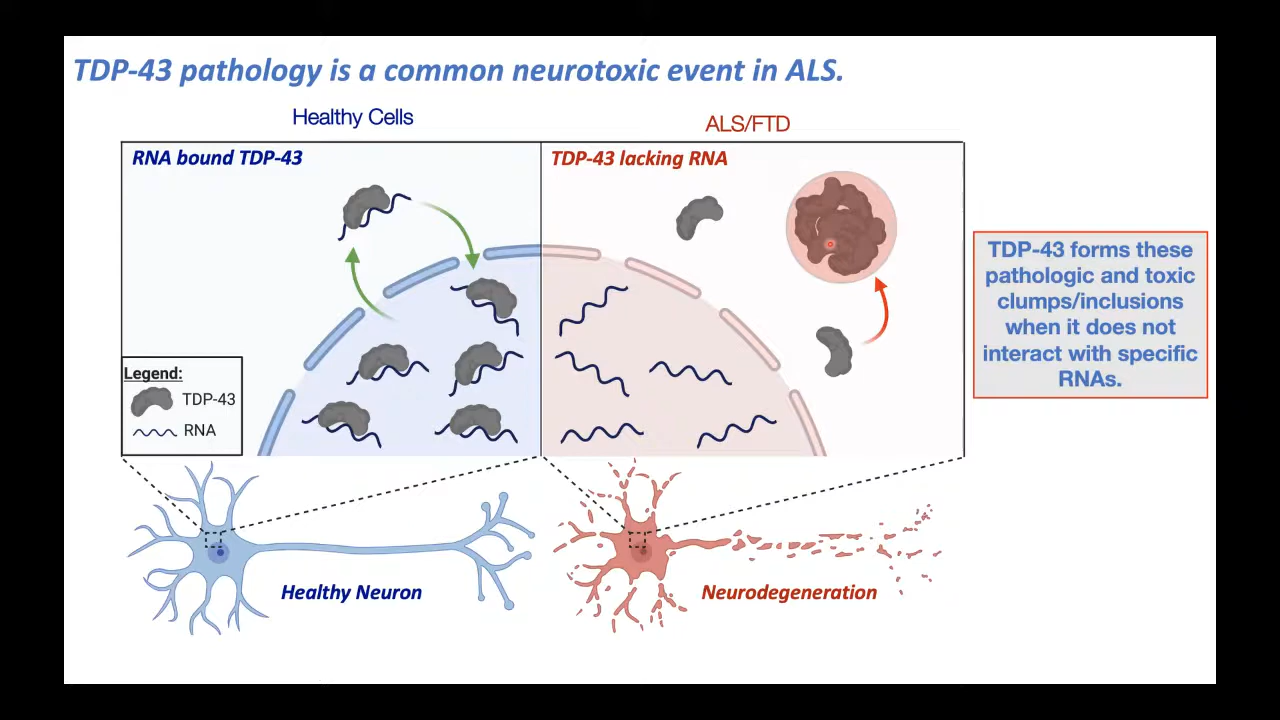 TDP-43 pathology is a common neurotoxic event in ALS.
Healthy Cells
ALS/FTD
RNA bound TDP-43
TDP-43 lacking RNA
TDP-43 forms these
pathologic and toxic
clumps/inclusions
when it does not
interact with specific
RNAs.
Legend:
TDP-43
RNA
Healthy Neuron
Neurodegeneration